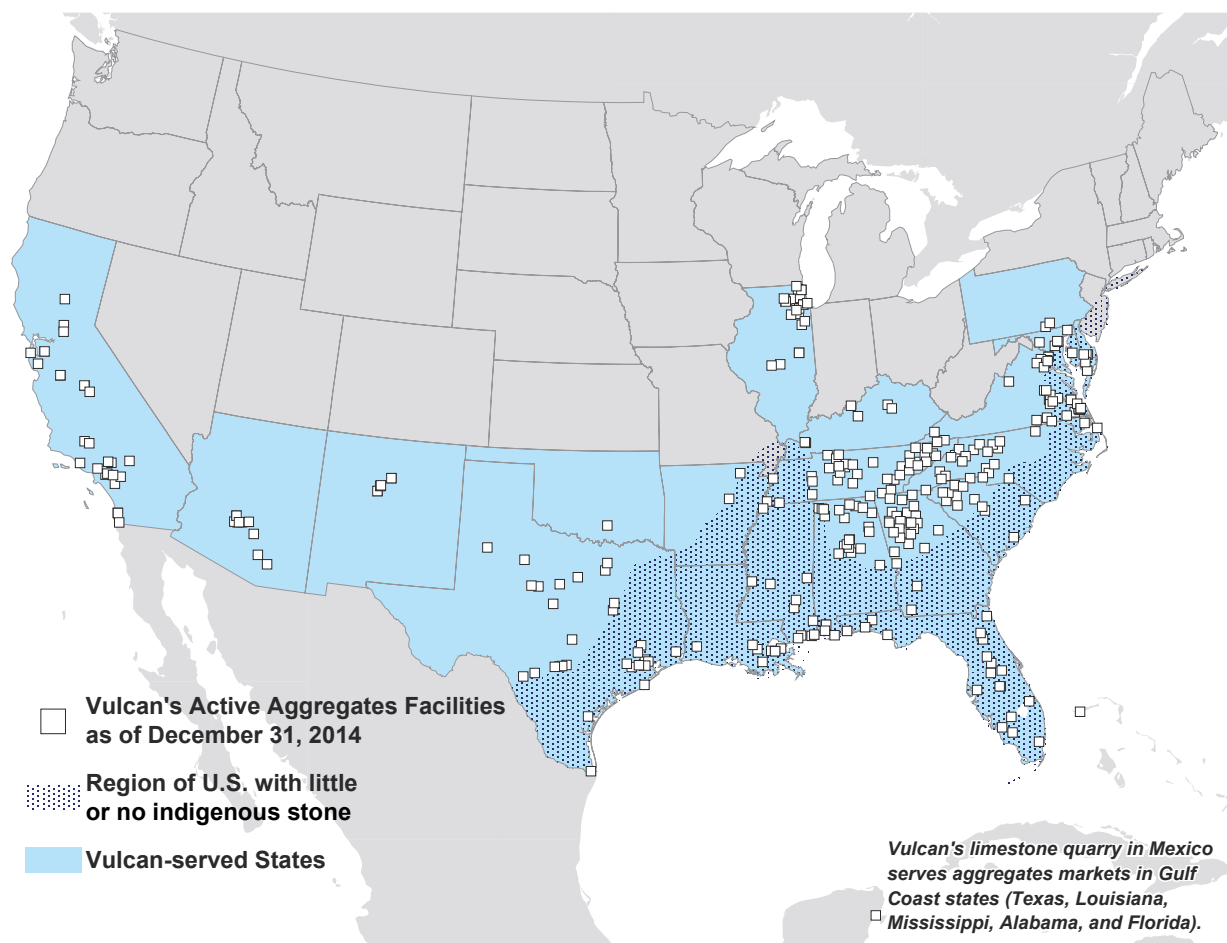 Vulcan's Active Aggregates Facilities
as of December 31, 2014
Region of U.S. with little
or no indigenous stone
Vulcan-served States
Vulcan's limestone quarry in Mexico
serves aggregates markets in Gulf
Coast states (Texas, Louisiana,
Mississippi, Alabama, and Florida).